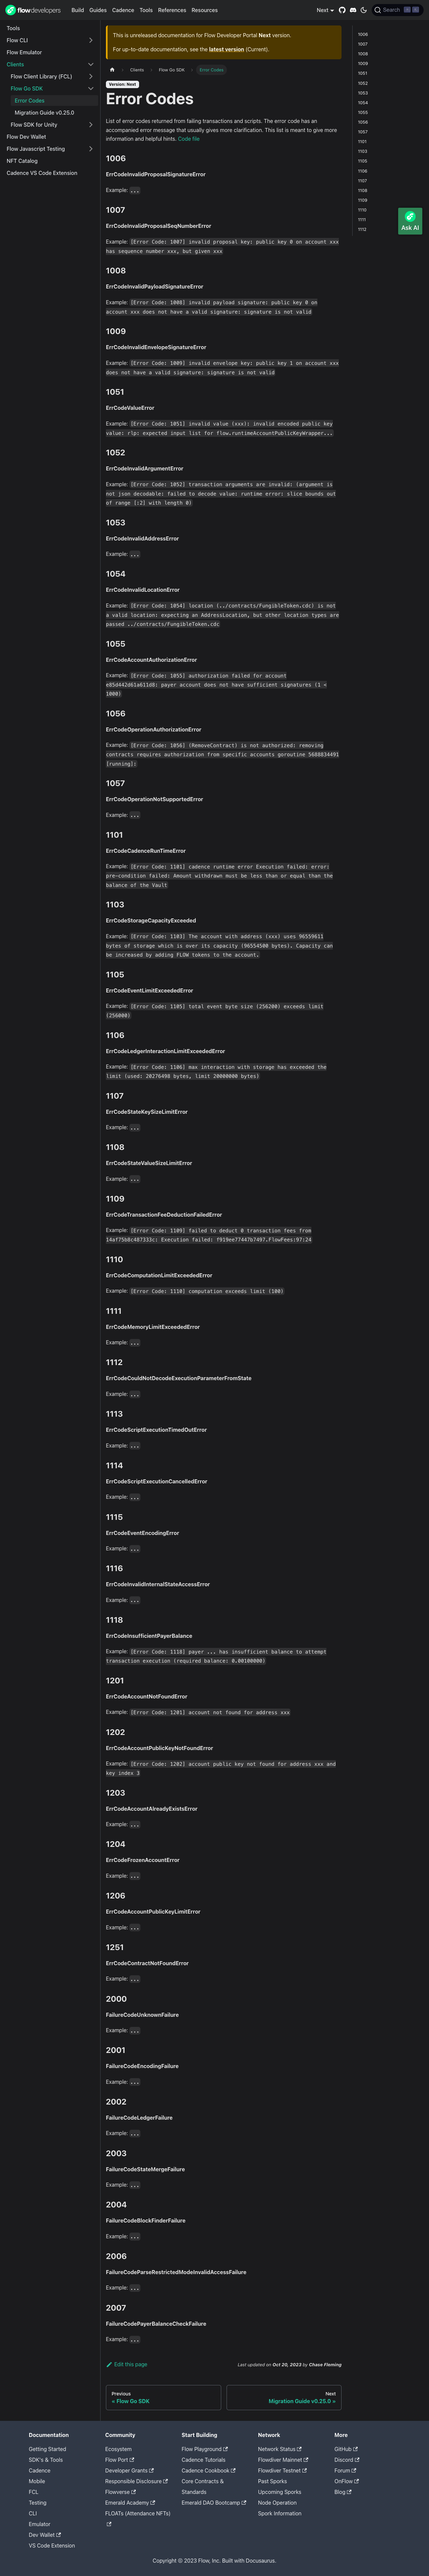 flow developers
Build Guides Cadence Tools References Resources
Next
Search
Tools
Flow CLI
Flow Emulator
Clients
Flow Client Library (FCL)
Flow Go SDK
Error Codes
Migration Guide v0.25.0
Flow SDK for Unity
Flow Dev Wallet
Flow Javascript Testing
NFT Catalog
Cadence VS Code Extension
This is unreleased documentation for Flow Developer Portal Next version.
For up-to-date documentation, see the latest version (Current).
Clients
Flow Go SDK
Error Codes
Version: Next
Error Codes
List of error codes returned from failing transactions and scripts. The error code has an
accompanied error message that usually gives more precise clarification. This list is meant to give more
information and helpful hints. Code file
1006
ErrCodeInvalidProposalSignatureError
Example: ...
1007
ErrCodeInvalidProposalSeqNumberError
Example: [Error Code: 1007] invalid proposal key: public key 0 on account xxx
has sequence number xxx, but given xxx
1008
ErrCodeInvalidPayloadSignatureError
Example: [Error Code: 1008] invalid payload signature: public key 0 on
account xxx does not have a valid signature: signature is not valid
1009
ErrCodeInvalidEnvelopeSignatureError
Example: [Error Code: 1009] invalid envelope key: public key 1 on account xxx
does not have a valid signature: signature is not valid
1051
ErrCodeValueError
Example: [Error Code: 1051] invalid value (xxx): invalid encoded public key
value: rlp: expected input list for flow.runtimeAccountPublicKeyWrapper...
1052
ErrCodeInvalidArgumentError
Example: [Error Code: 1052] transaction arguments are invalid: (argument is
not json decodable: failed to decode value: runtime error: slice bounds out
of range [:2] with length 0)
1053
ErrCodeInvalidAddressError
Example: ...
1054
ErrCodeInvalidLocationError
Example: [Error Code: 1054] location (../contracts/FungibleToken.cdc) is not
a valid location: expecting an AddressLocation, but other location types are
passed ../contracts/FungibleToken.cdc
1055
ErrCodeAccountAuthorizationError
Example: [Error Code: 1055] authorization failed for account
e85d442d61a611d8: payer account does not have sufficient signatures (1 <
1000)
1056
ErrCodeOperationAuthorizationError
Example: [Error Code: 1056] (RemoveContract) is not authorized: removing
contracts requires authorization from specific accounts goroutine 5688834491
[running]:
1057
ErrCodeOperationNotSupportedError
Example: ...
1101
ErrCodeCadenceRunTimeError
Example: [Error Code: 1101] cadence runtime error Execution failed: error:
pre-condition failed: Amount withdrawn must be less than or equal than the
balance of the Vault
1103
ErrCodeStorageCapacityExceeded
Example: [Error Code: 1103] The account with address (xxx) uses 96559611
bytes of storage which is over its capacity (96554500 bytes). Capacity can
be increased by adding FLOW tokens to the account.
1105
ErrCodeEventLimitExceededError
Example: [Error Code: 1105] total event byte size (256200) exceeds limit
(256000)
1106
ErrCodeLedgerInteractionLimitExceededError
Example: [Error Code: 1106] max interaction with storage has exceeded the
limit (used: 20276498 bytes, limit 20000000 bytes)
1107
ErrCodeStateKeySizeLimitError
Example: ...
1108
ErrCodeStateValueSizeLimitError
Example: ...
1109
ErrCodeTransactionFeeDeductionFailedError
Example: [Error Code: 1109] failed to deduct 0 transaction fees from
14af75b8c487333c: Execution failed: f919ee77447b7497.FlowFees:97:24
1110
ErrCodeComputationLimitExceededError
Example: [Error Code: 1110] computation exceeds limit (100)
1111
ErrCodeMemoryLimitExceededError
Example: ...
1112
ErrCodeCouldNotDecodeExecutionParameterFromState
Example: ...
1113
ErrCodeScriptExecutionTimedOutError
Example: ...
1114
ErrCodeScriptExecutionCancelledError
Example: ...
1115
ErrCodeEventEncodingError
Example: ...
1116
ErrCodeInvalidInternalStateAccessError
Example: ...
1118
ErrCodeInsufficientPayerBalance
Example: [Error Code: 1118] payer ... has insufficient balance to attempt
transaction execution (required balance: 0.00100000)
1201
ErrCodeAccountNotFoundError
Example: [Error Code: 1201] account not found for address xxx
1202
ErrCodeAccountPublicKeyNotFoundError
Example: [Error Code: 1202] account public key not found for address xxx and
key index 3
1203
ErrCodeAccountAlreadyExistsError
Example: ...
1204
ErrCodeFrozenAccountError
Example: ...
1206
ErrCodeAccountPublicKeyLimitError
Example: ...
1251
ErrCodeContractNotFoundError
Example: ...
2000
FailureCodeUnknownFailure
Example: ...
2001
FailureCodeEncodingFailure
Example: ...
2002
FailureCodeLedgerFailure
Example: ...
2003
FailureCodeStateMergeFailure
Example: ...
2004
FailureCodeBlockFinderFailure
Example: ...
2006
FailureCodeParseRestrictedModeInvalidAccessFailure
Example: ...
2007
FailureCodePayerBalanceCheckFailure
Example: ...
Edit this page
Last updated on Oct 20, 2023 by Chase Fleming
Previous
« Flow Go SDK
Next
Migration Guide v0.25.0 »
1006
1007
1008
1009
1051
1052
1053
1054
1055
1056
1057
1101
1103
1105
1106
1107
1108
1109
1110
1111
1112
Ask AI
Documentation
Getting Started
SDK's & Tools
Cadence
Mobile
FCL
Testing
CLI
Emulator
Dev Wallet
VS Code Extension
Community
Ecosystem
Flow Port
Developer Grants
Responsible Disclosure
Flowverse
Emerald Academy
FLOATs (Attendance NFTs)
Start Building
Flow Playground
Cadence Tutorials
Cadence Cookbook
Core Contracts &
Standards
Emerald DAO Bootcamp
Network
Network Status
Flowdiver Mainnet
Flowdiver Testnet
Past Sporks
Upcoming Sporks
Node Operation
Spork Information
More
GitHub
Discord
Forum
OnFlow
Blog
Copyright © 2023 Flow, Inc. Built with Docusaurus.